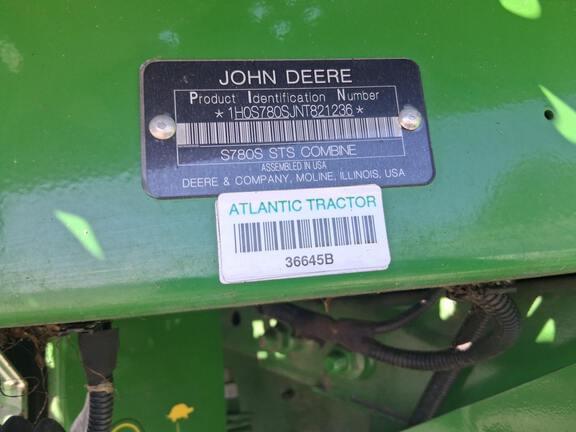 JOHN DEERE
Product Identification Number
*1H0S780SJNT821236*
S780S STS COMBINE
ASSEMBLED IN USA
DEERE & COMPANY, MOLINE, ILLINOIS, USA
ATLANTIC TRACTOR
36645B